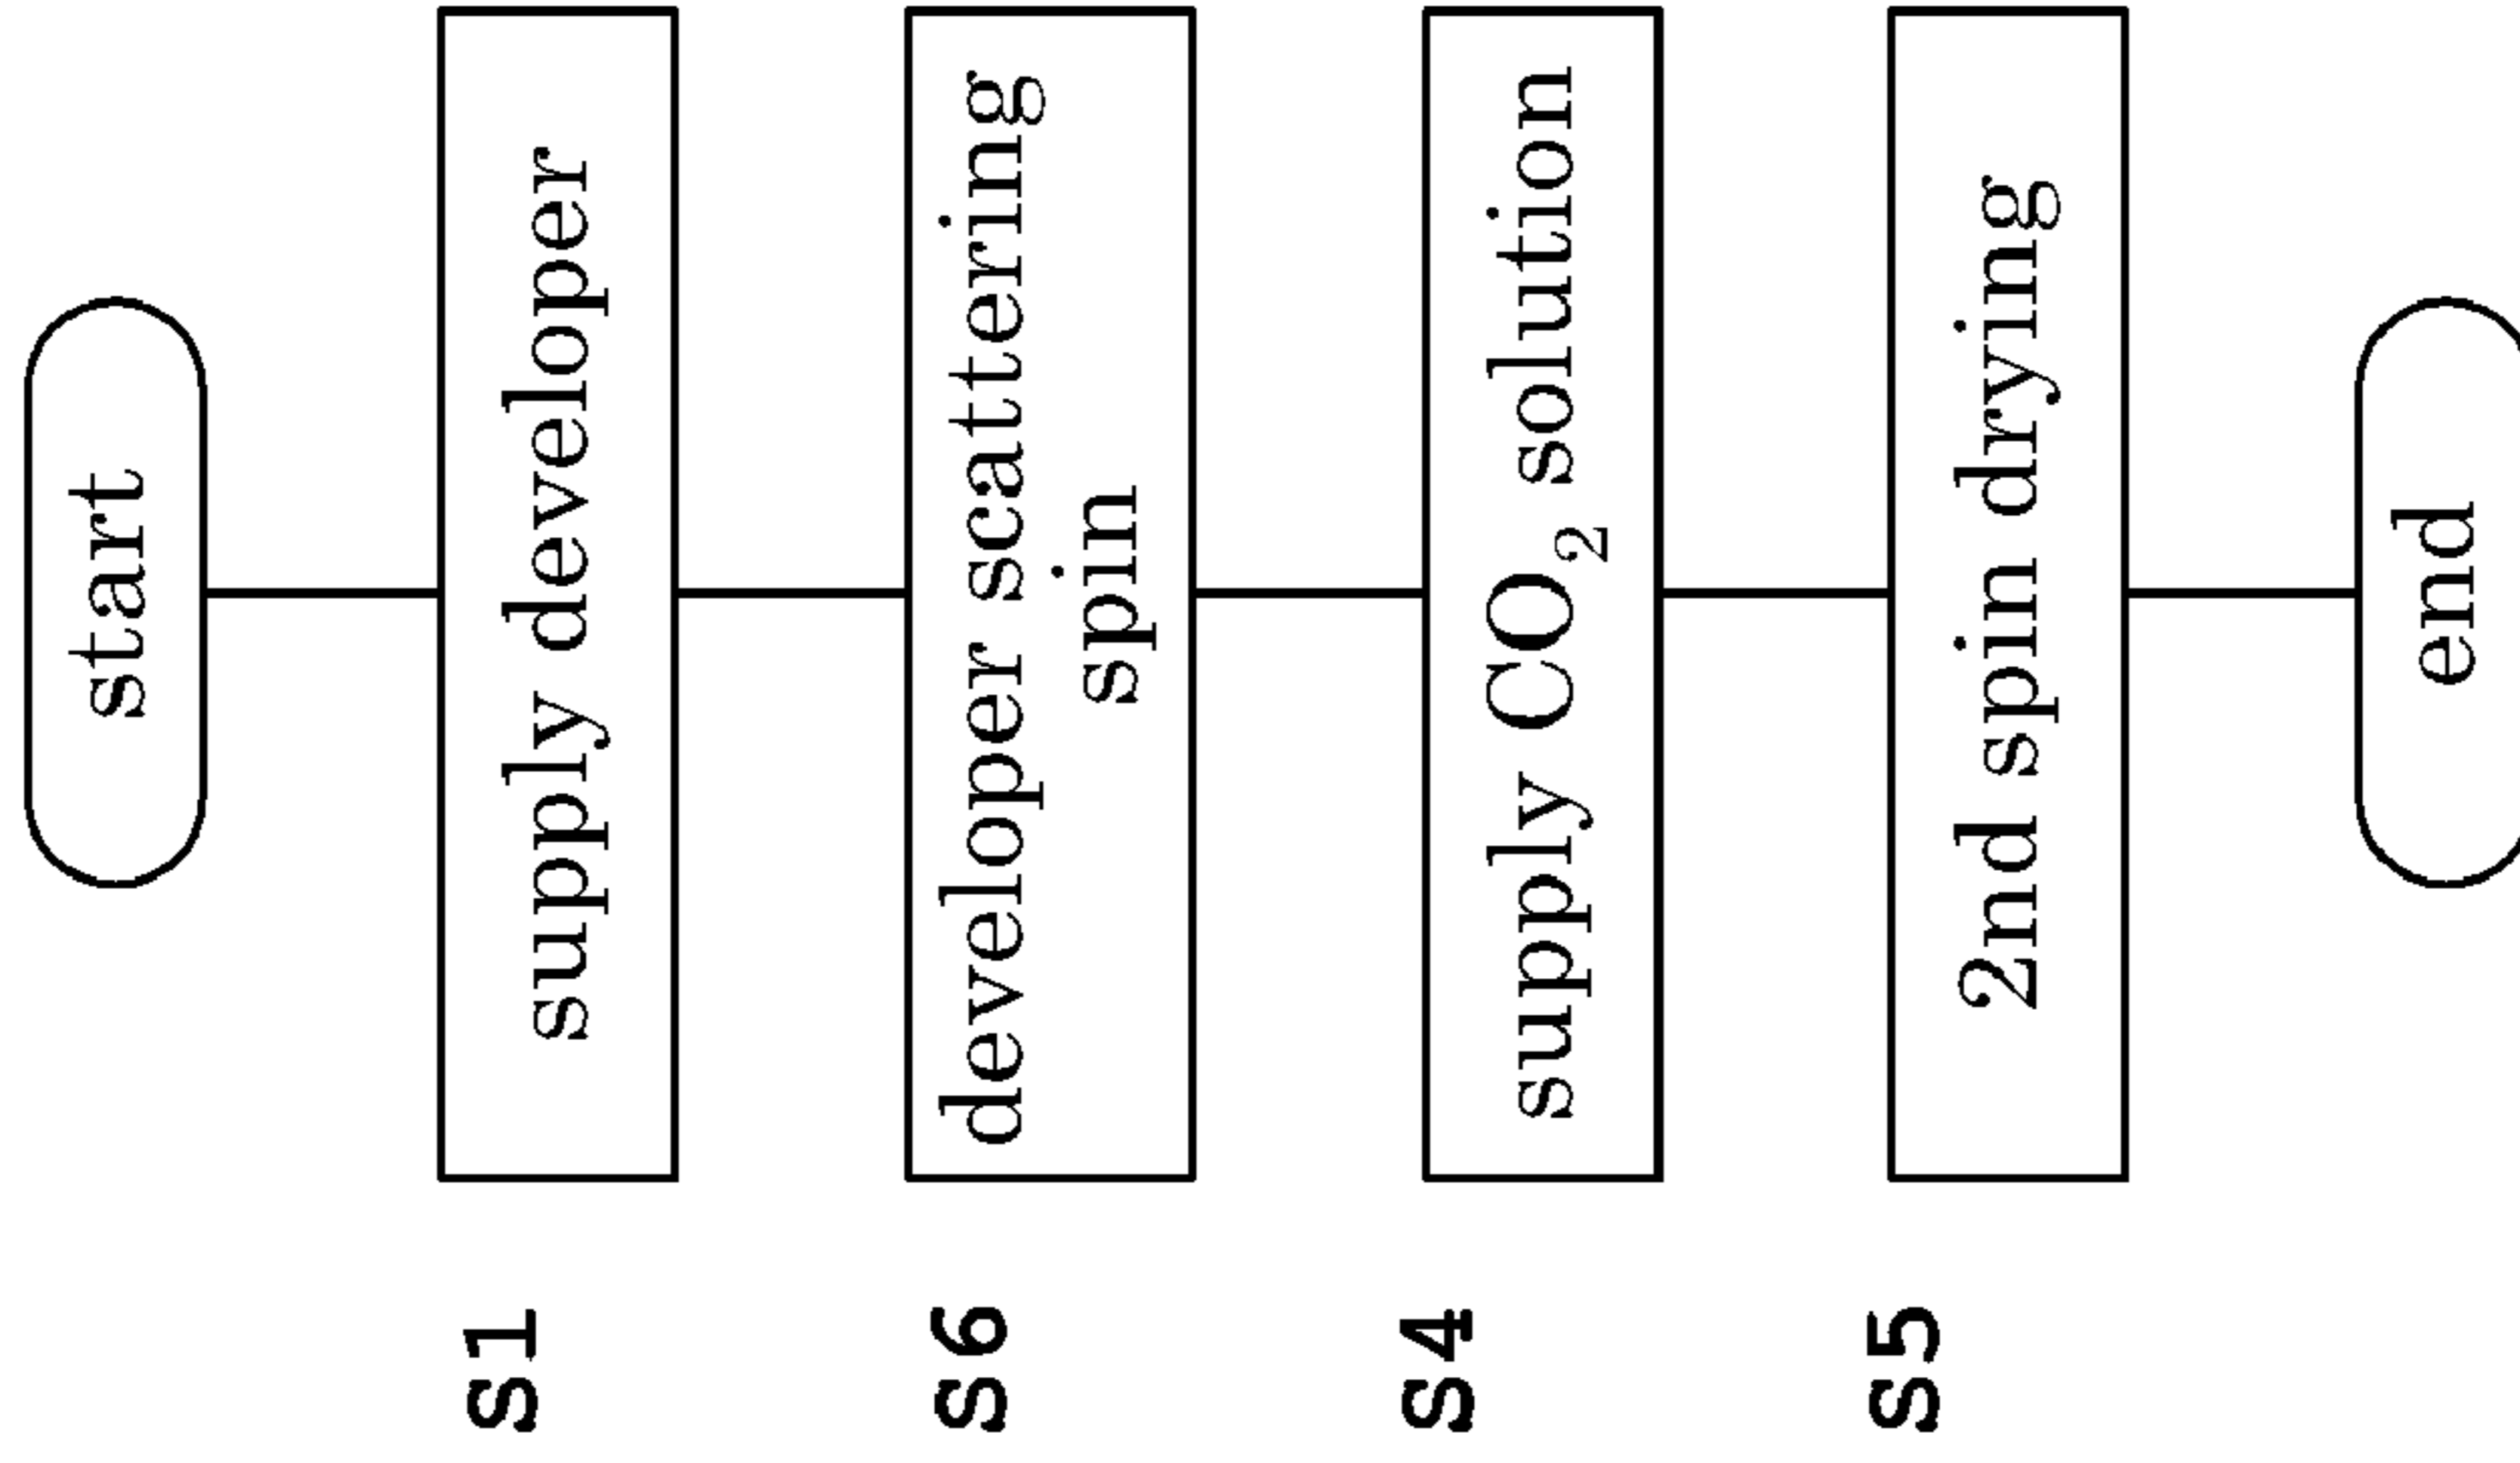 start
S1
supply developer
S6
developer scattering
spin
S4
supply CO₂ solution
S5
2nd spin drying
end